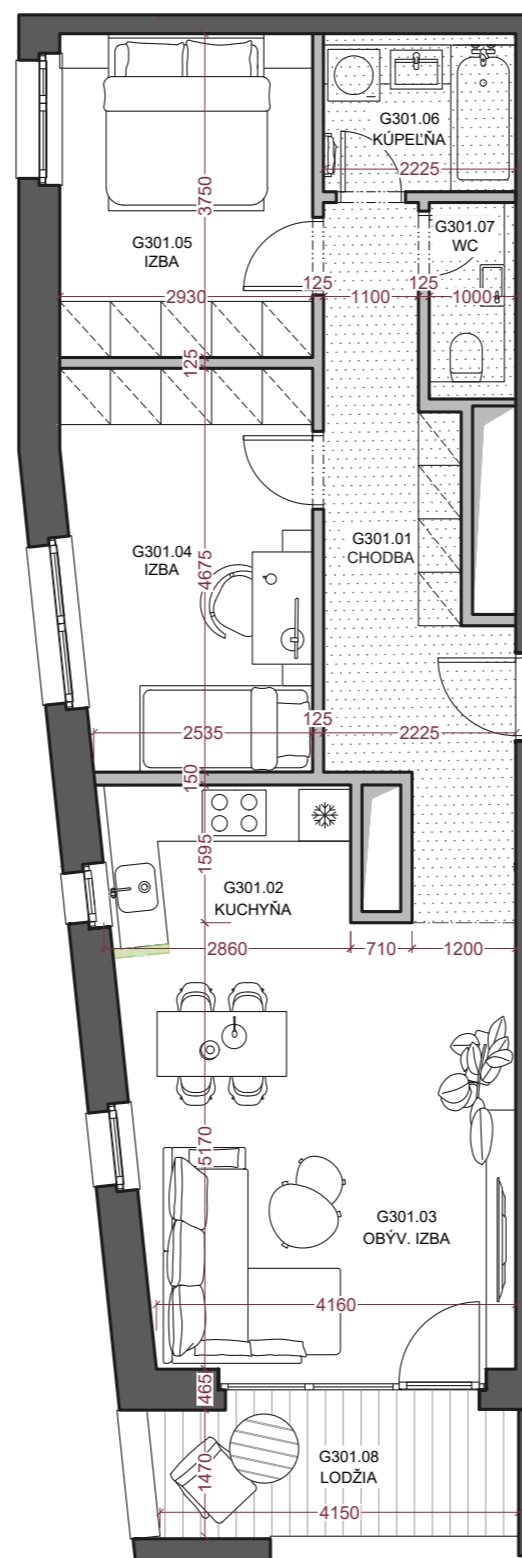 G301.06
KÚPEĽŇA
2225
3750
G301.07
WC
G301.05
IZBA
125
125
2930
1100
1000
125
G301.01
CHODBA
G301.04
IZBA
4675
2535
125
2225
150
1595
G301.02
KUCHYŇA
2860
710
1200
5170
G301.03
OBÝV. IZBA
4160
465
G301.08
LODŽIA
1470
4150